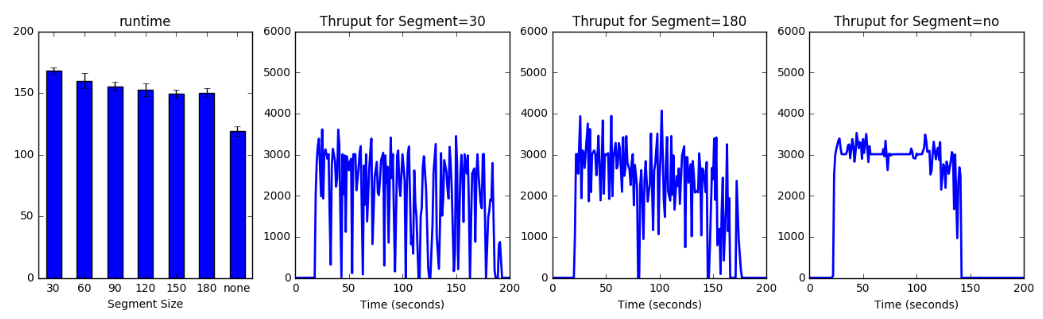 runtime
200
150
100
50
0
30 60 90 120 150 180 none
Segment Size
Thruput for Segment=30
6000
5000
4000
3000
2000
1000
0
0 50 100 150 200
Time (seconds)
Thruput for Segment=180
6000
5000
4000
3000
2000
1000
0
0 50 100 150 200
Time (seconds)
Thruput for Segment=no
6000
5000
4000
3000
2000
1000
0
0 50 100 150 200
Time (seconds)